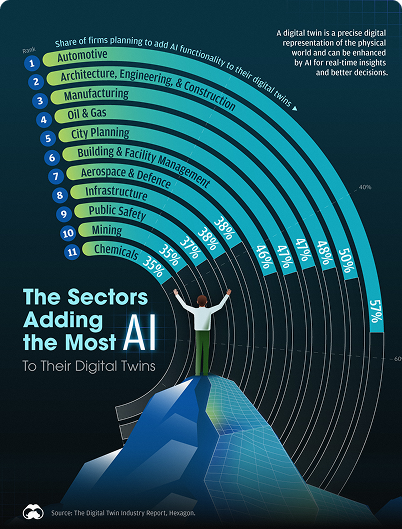 A digital twin is a precise digital
representation of the physical
world and can be enhanced
by AI for real-time insights
and better decisions.
Rank
Share of firms planning to add AI functionality to their digital twins
1 Automotive 57%
2 Architecture, Engineering, & Construction 50%
3 Manufacturing 48%
4 Oil & Gas 47%
5 City Planning 47%
6 Building & Facility Management 46%
7 Aerospace & Defence 38%
8 Infrastructure 38%
9 Public Safety 37%
10 Mining 35%
11 Chemicals 35%
40%
60%
The Sectors
Adding
the Most AI
To Their Digital Twins
Source: The Digital Twin Industry Report, Hexagon.